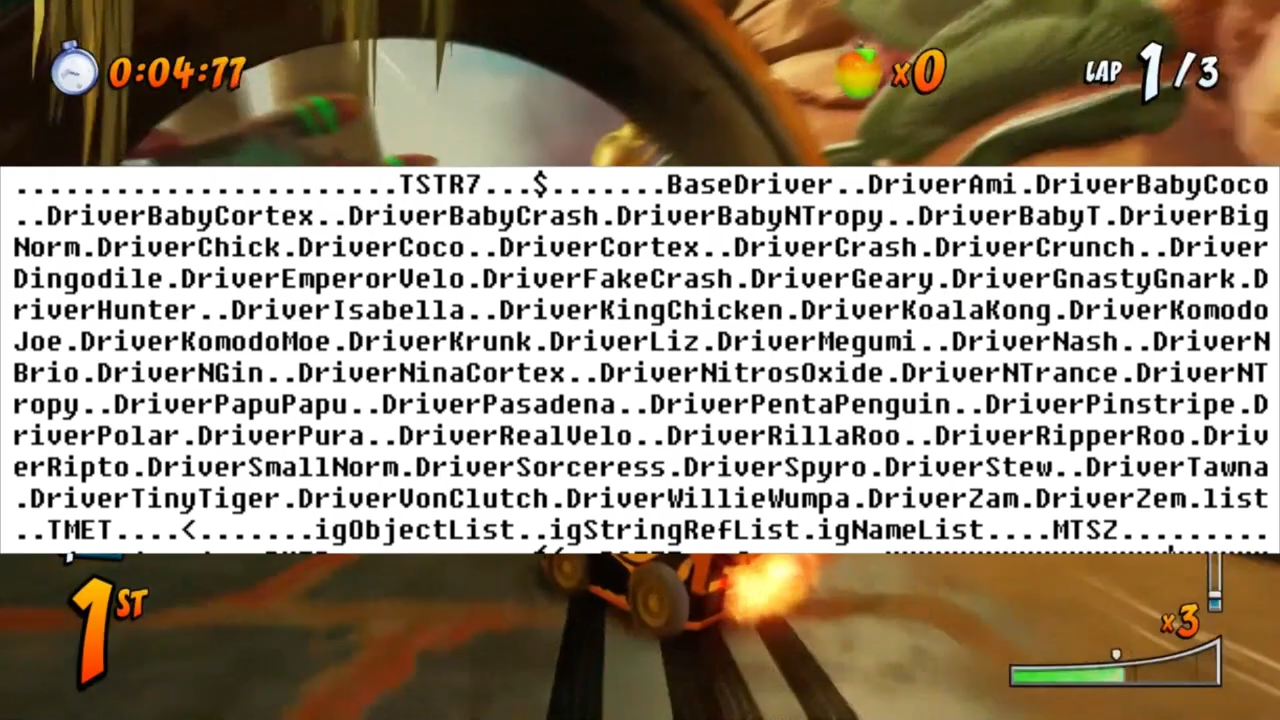 0:04:77
x0
LAP 1/3
.......................TSTR7...$.......BaseDriver..DriverAmi.DriverBabyCoco
..DriverBabyCortex..DriverBabyCrash.DriverBabyNTropy..DriverBabyT.DriverBig
Norm.DriverChick.DriverCoco..DriverCortex..DriverCrash.DriverCrunch..Driver
Dingodile.DriverEmperorVelo.DriverFakeCrash.DriverGeary.DriverGnastyGnark.D
riverHunter..DriverIsabella..DriverKingChicken.DriverKoalaKong.DriverKomodo
Joe.DriverKomodoMoe.DriverKrunk.DriverLiz.DriverMegumi..DriverNash..DriverN
Brio.DriverNGin..DriverNinaCortex..DriverNitrosOxide.DriverNTrance.DriverNT
ropy..DriverPapuPapu..DriverPasadena..DriverPentaPenguin..DriverPinstripe.D
riverPolar.DriverPura..DriverRealVelo..DriverRillaRoo..DriverRipperRoo.Driv
erRipto.DriverSmallNorm.DriverSorceress.DriverSpyro.DriverStew..DriverTawna
.DriverTinyTiger.DriverVonClutch.DriverWillieWumpa.DriverZam.DriverZem.list
..TMET....<.......igObjectList..igStringRefList.igNameList....MTSZ.........
1ST
x3